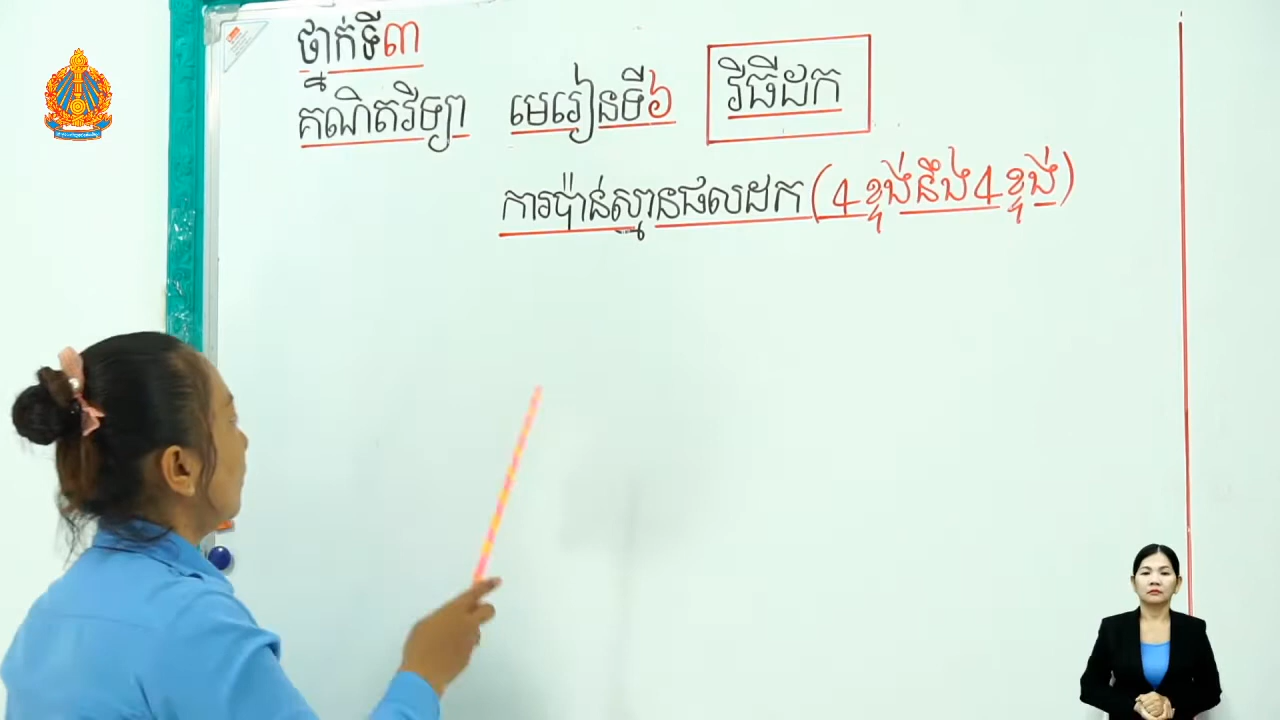 ថ្នាក់ទី៣
គណិតវិទ្យា មេរៀនទី៦ វិធីដក
ការប៉ាន់ស្មានផលដក (4ខ្ទង់នឹង4ខ្ទង់)